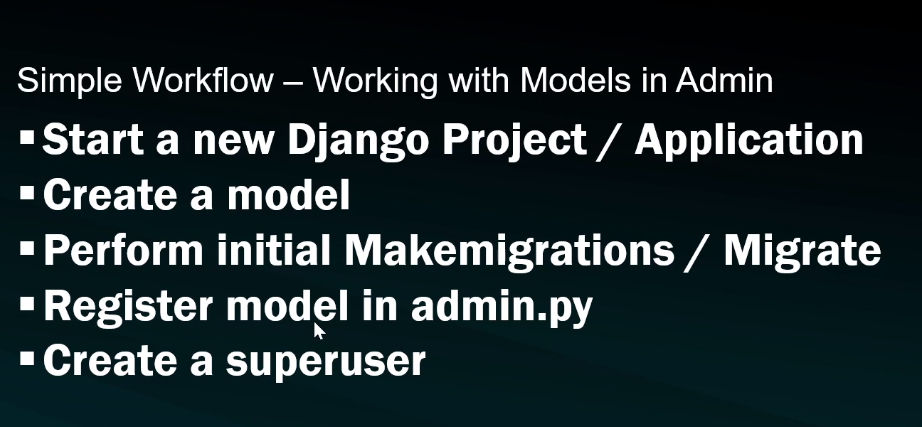 Simple Workflow – Working with Models in Admin
▪ Start a new Django Project / Application
▪ Create a model
▪ Perform initial Makemigrations / Migrate
▪ Register model in admin.py
▪ Create a superuser